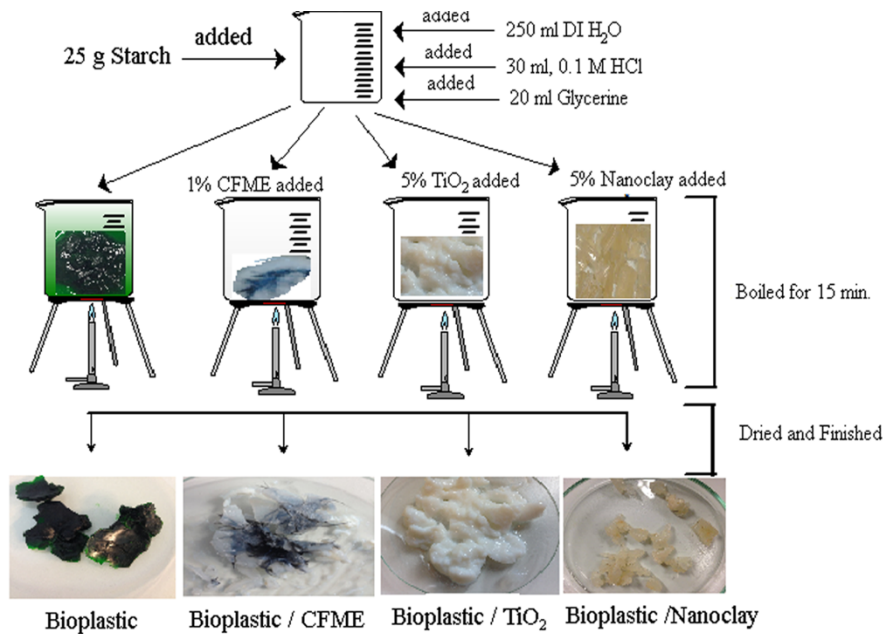 25 g Starch
added
added
250 ml DI H₂O
added
30 ml, 0.1 M HCl
added
20 ml Glycerine
1% CFME added
5% TiO₂ added
5% Nanoclay added
Boiled for 15 min.
Dried and Finished
Bioplastic
Bioplastic / CFME
Bioplastic / TiO₂
Bioplastic /Nanoclay